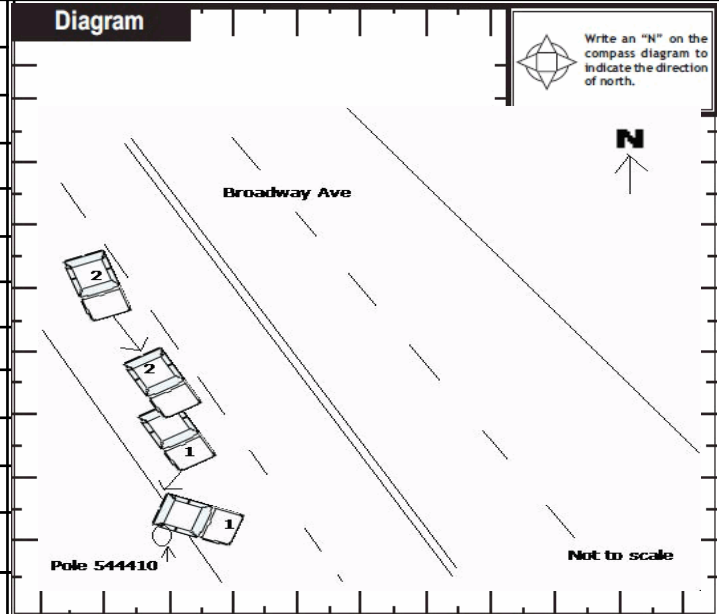 Diagram
Write an “N” on the
compass diagram to
indicate the direction
of north.
N
Broadway Ave
2
2
1
1
Pole 544410
Not to scale